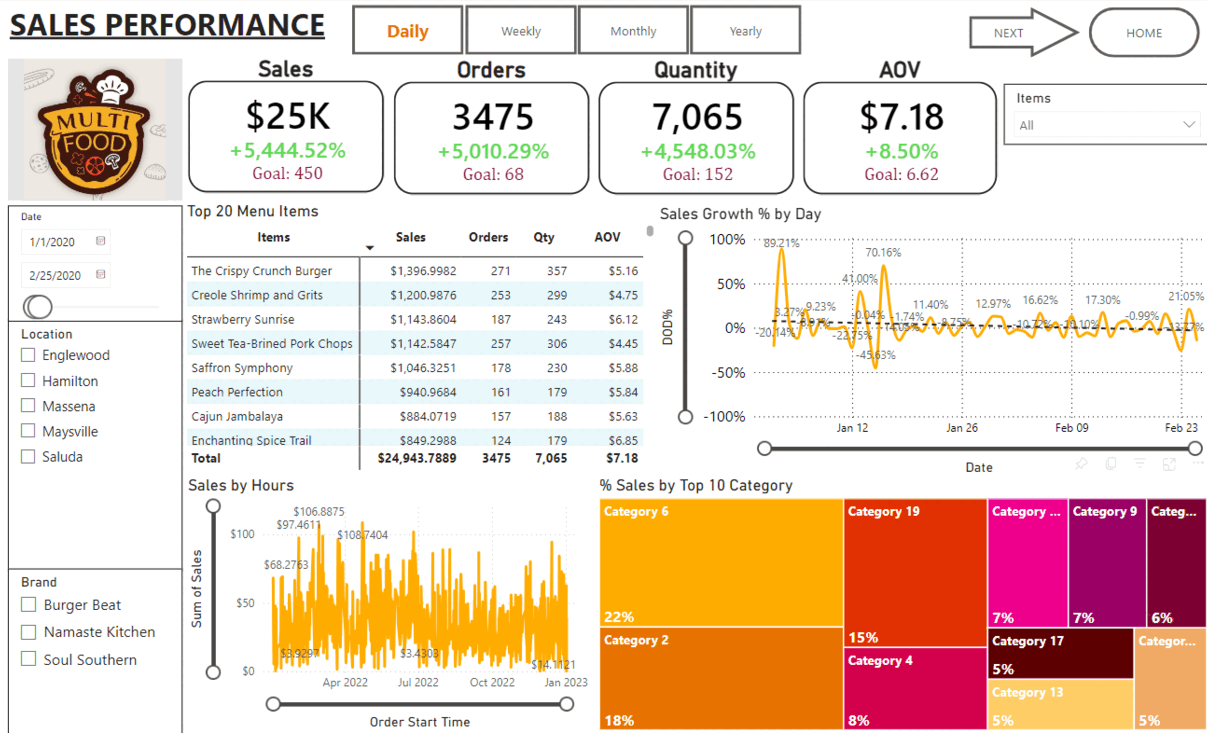 SALES PERFORMANCE
Daily
Weekly
Monthly
Yearly
NEXT
HOME
MULTI
FOOD
Sales
$25K
+5,444.52%
Goal: 450
Orders
3475
+5,010.29%
Goal: 68
Quantity
7,065
+4,548.03%
Goal: 152
AOV
$7.18
+8.50%
Goal: 6.62
Items
All
Date
1/1/2020
2/25/2020
Location
Englewood
Hamilton
Massena
Maysville
Saluda
Brand
Burger Beat
Namaste Kitchen
Soul Southern
Top 20 Menu Items
Items Sales Orders Qty AOV
The Crispy Crunch Burger $1,396.9982 271 357 $5.16
Creole Shrimp and Grits $1,200.9876 253 299 $4.75
Strawberry Sunrise $1,143.8604 187 243 $6.12
Sweet Tea-Brined Pork Chops $1,142.5847 257 306 $4.45
Saffron Symphony $1,046.3251 178 230 $5.88
Peach Perfection $940.9684 161 179 $5.84
Cajun Jambalaya $884.0719 157 188 $5.63
Enchanting Spice Trail $849.2988 124 179 $6.85
Total $24,943.7889 3475 7,065 $7.18
Sales Growth % by Day
DOD%
100%
50%
0%
-50%
-100%
89.21%
70.16%
41.00%
3.27%
9.23%
-20.14%
-0.04%
-22.75%
-45.63%
-1.74%
11.40%
12.97%
16.62%
17.30%
-0.99%
21.05%
Jan 12
Jan 26
Feb 09
Feb 23
Date
Sales by Hours
Sum of Sales
$100
$50
$0
$106.8875
$97.4611
$108.7404
$68.2763
$3.9297
$3.4303
$14.1121
Apr 2022
Jul 2022
Oct 2022
Jan 2023
Order Start Time
% Sales by Top 10 Category
Category 6
22%
Category 2
18%
Category 19
15%
Category 4
8%
Category ...
7%
Category 9
7%
Categ...
6%
Category 17
5%
Category 13
5%
Categor...
5%